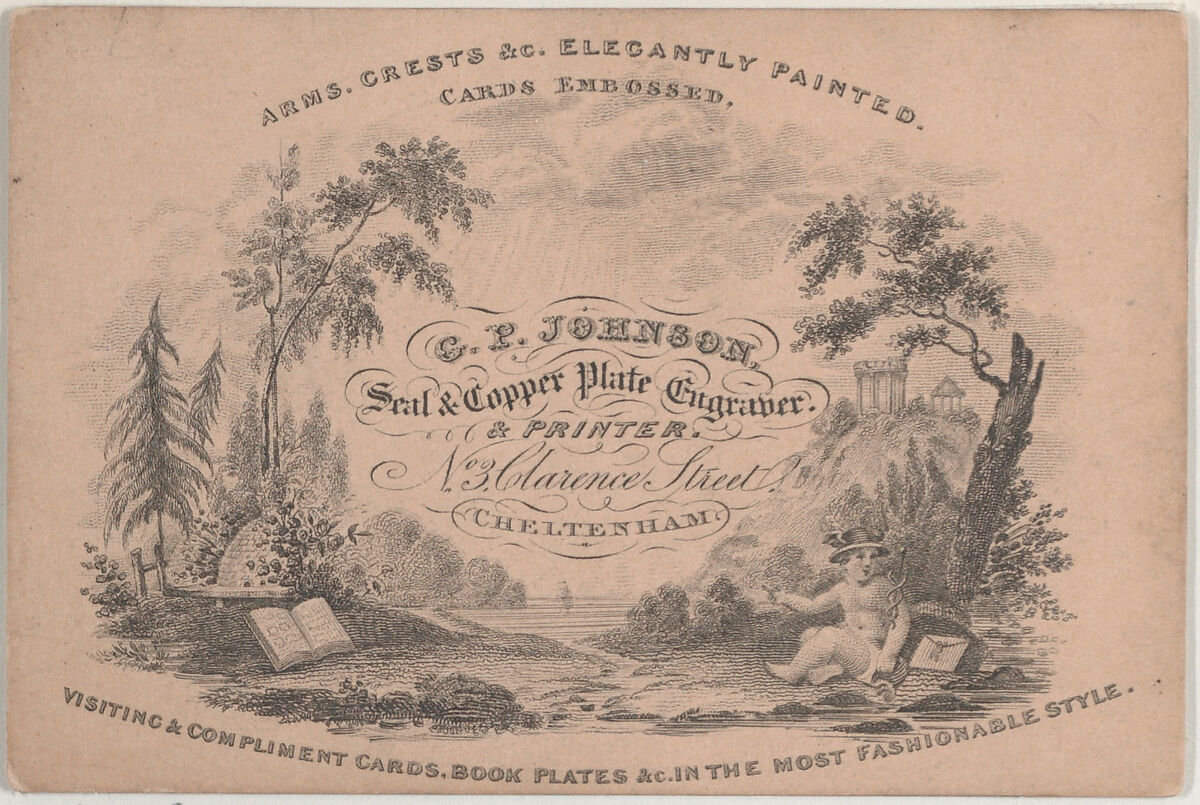 ARMS. CRESTS &c. ELEGANTLY PAINTED.
CARDS EMBOSSED.
G. P. JOHNSON,
Seal & Copper Plate Engraver.
& PRINTER.
No. 3. Clarence Street.
CHELTENHAM.
VISITING & COMPLIMENT CARDS, BOOK PLATES &c. IN THE MOST FASHIONABLE STYLE.